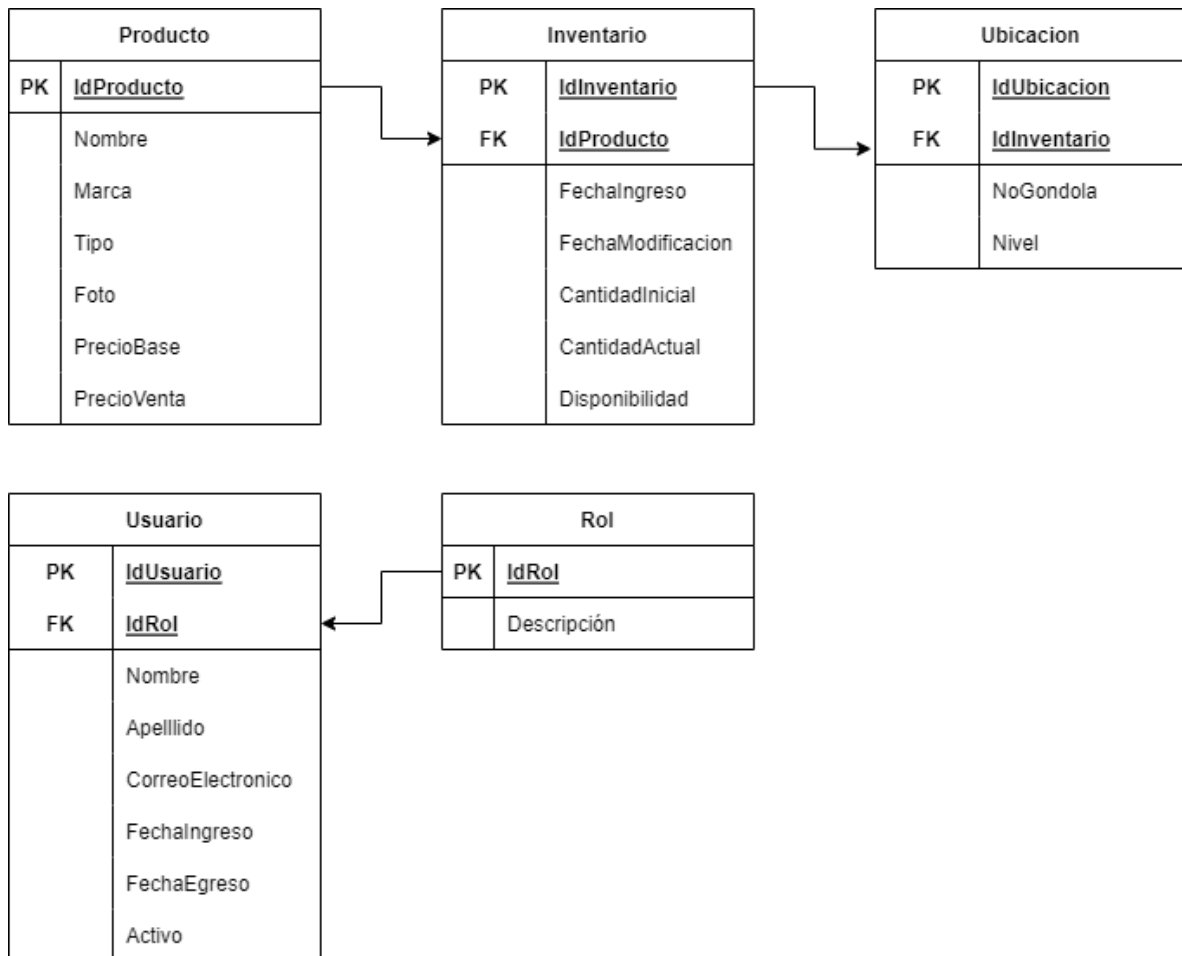 Producto
PK IdProducto
Nombre
Marca
Tipo
Foto
PrecioBase
PrecioVenta
Inventario
PK IdInventario
FK IdProducto
FechaIngreso
FechaModificacion
CantidadInicial
CantidadActual
Disponibilidad
Ubicacion
PK IdUbicacion
FK IdInventario
NoGondola
Nivel
Usuario
PK IdUsuario
FK IdRol
Nombre
Apelllido
CorreoElectronico
FechaIngreso
FechaEgreso
Activo
Rol
PK IdRol
Descripción